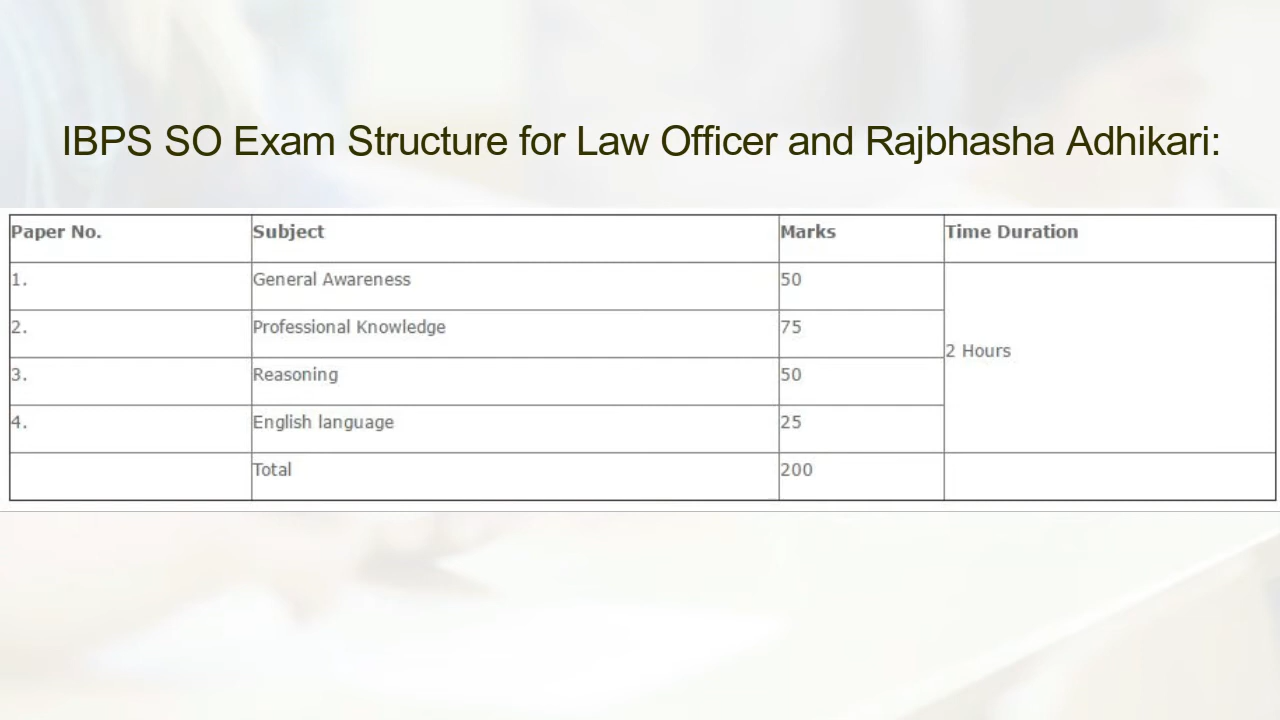 IBPS SO Exam Structure for Law Officer and Rajbhasha Adhikari:
Paper No. Subject Marks Time Duration
1. General Awareness 50
2. Professional Knowledge 75
2 Hours
3. Reasoning 50
4. English language 25
Total 200